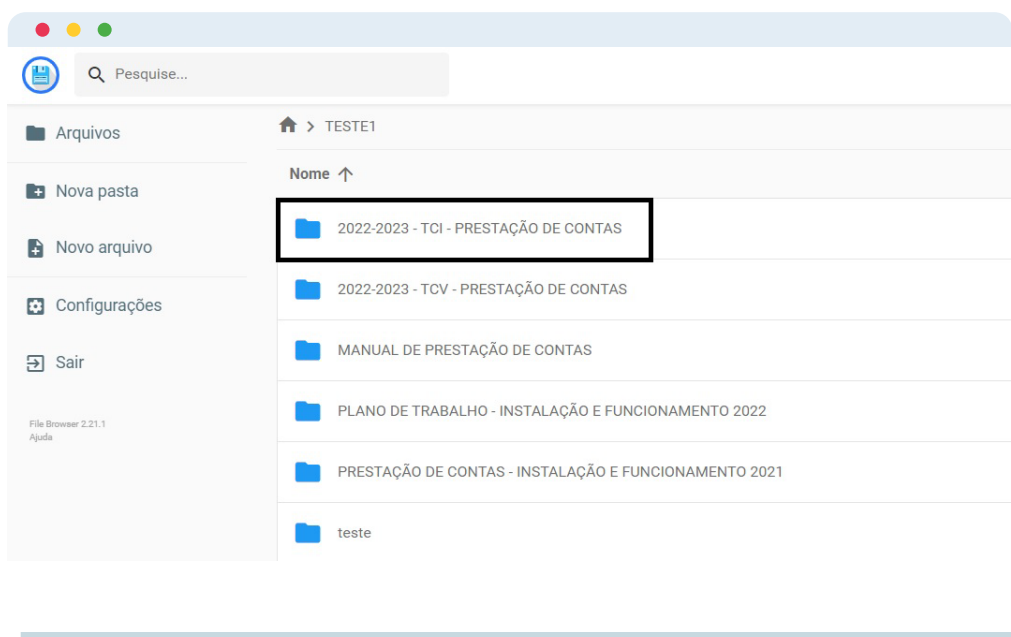 Pesquise...
Arquivos
Nova pasta
Novo arquivo
Configurações
Sair
File Browser 2.21.1
Ajuda
> TESTE1
Nome
2022-2023 - TCI - PRESTAÇÃO DE CONTAS
2022-2023 - TCV - PRESTAÇÃO DE CONTAS
MANUAL DE PRESTAÇÃO DE CONTAS
PLANO DE TRABALHO - INSTALAÇÃO E FUNCIONAMENTO 2022
PRESTAÇÃO DE CONTAS - INSTALAÇÃO E FUNCIONAMENTO 2021
teste